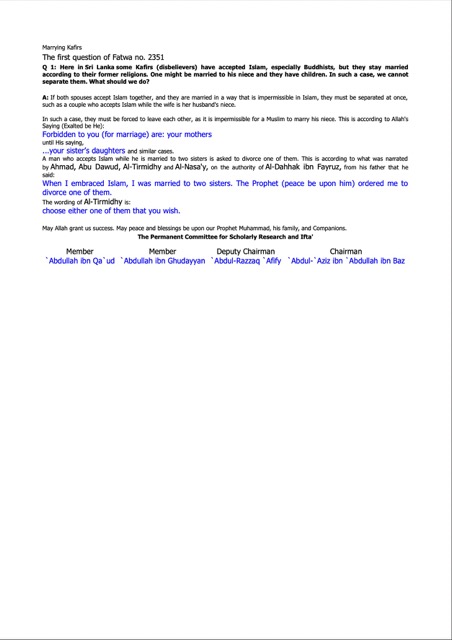 Marrying Kafirs
The first question of Fatwa no. 2351
Q 1: Here in Sri Lanka some Kafirs (disbelievers) have accepted Islam, especially Buddhists, but they stay married
according to their former religions. One might be married to his niece and they have children. In such a case, we cannot
separate them. What should we do?
A: If both spouses accept Islam together, and they are married in a way that is impermissible in Islam, they must be separated at once,
such as a couple who accepts Islam while the wife is her husband's niece.
In such a case, they must be forced to leave each other, as it is impermissible for a Muslim to marry his niece. This is according to Allah's
Saying (Exalted be He):
Forbidden to you (for marriage) are: your mothers
until His saying,
...your sister's daughters and similar cases.
A man who accepts Islam while he is married to two sisters is asked to divorce one of them. This is according to what was narrated
by Ahmad, Abu Dawud, Al-Tirmidhy and Al-Nasa'y, on the authority of Al-Dahhak ibn Fayruz, from his father that he
said:
When I embraced Islam, I was married to two sisters. The Prophet (peace be upon him) ordered me to
divorce one of them.
The wording of Al-Tirmidhy is:
choose either one of them that you wish.
May Allah grant us success. May peace and blessings be upon our Prophet Muhammad, his family, and Companions.
The Permanent Committee for Scholarly Research and Ifta'
Member Member Deputy Chairman Chairman
`Abdullah ibn Qa`ud `Abdullah ibn Ghudayyan `Abdul-Razzaq `Afify `Abdul-`Aziz ibn `Abdullah ibn Baz